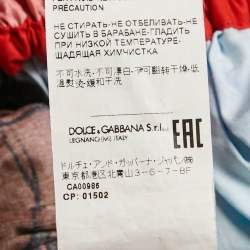 PRECAUTION
НЕ СТИРАТЬ-НЕ ОТБЕЛИВАТЬ-НЕ
СУШИТЬ В БАРАБАНЕ-ГЛАДИТЬ
ПРИ НИЗКОЙ ТЕМПЕРАТУРЕ-
ЩАДЯЩАЯ ХИМЧИСТКА
不可水洗-不可漂白-不可翻转干燥-低
温熨烫-缓和干洗
DOLCE & GABBANA S.r.l.
LEGNANO(MI) ITALY
EAC
ドルチェ・アンド・ガッバーナ・ジャパン(株)
東京都港区北青山3-6-7-8F
CA00986
CP: 01502